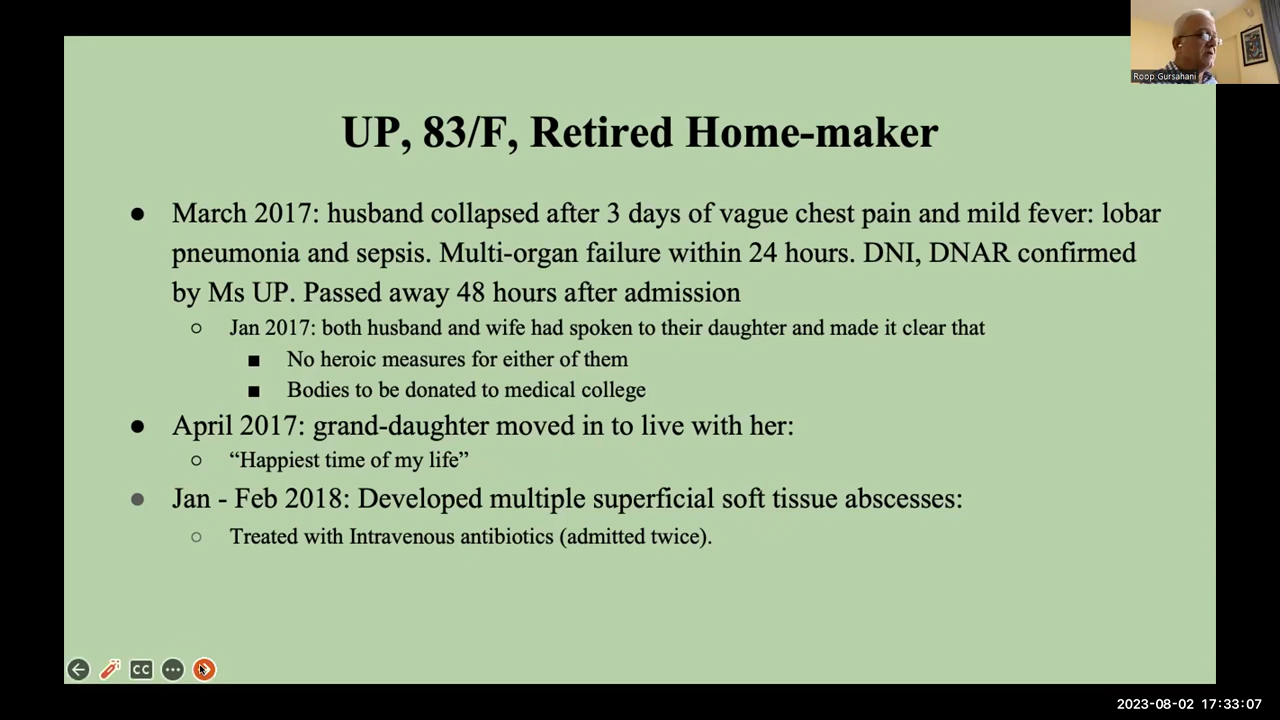 Roop Gursahani
UP, 83/F, Retired Home-maker
● March 2017: husband collapsed after 3 days of vague chest pain and mild fever: lobar
pneumonia and sepsis. Multi-organ failure within 24 hours. DNI, DNAR confirmed
by Ms UP. Passed away 48 hours after admission
○ Jan 2017: both husband and wife had spoken to their daughter and made it clear that
■ No heroic measures for either of them
■ Bodies to be donated to medical college
● April 2017: grand-daughter moved in to live with her:
○ “Happiest time of my life”
● Jan - Feb 2018: Developed multiple superficial soft tissue abscesses:
○ Treated with Intravenous antibiotics (admitted twice).
CC
2023-08-02 17:33:07